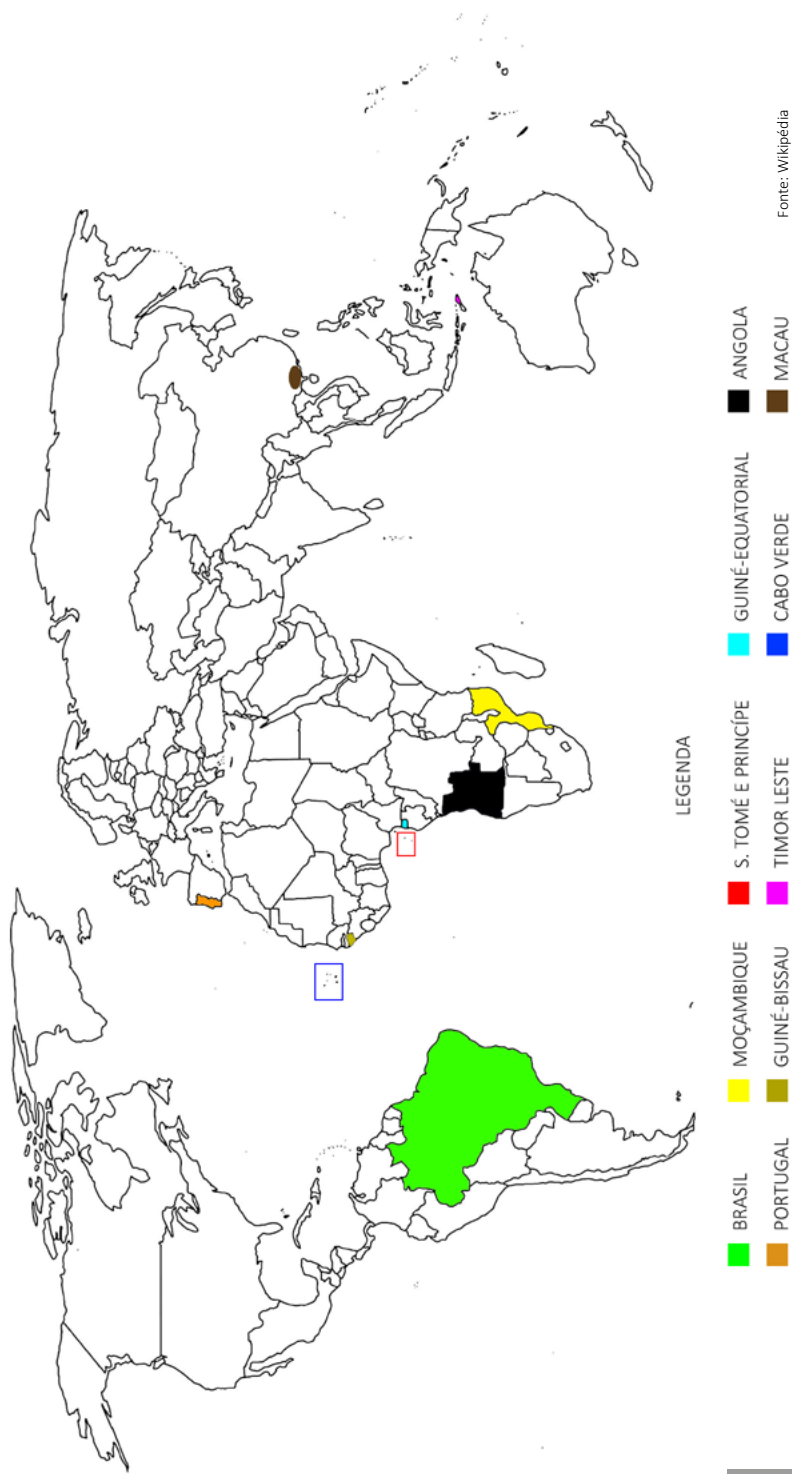 LEGENDA
BRASIL
MOÇAMBIQUE
S. TOMÉ E PRINCÍPE
GUINÉ-EQUATORIAL
ANGOLA
PORTUGAL
GUINÉ-BISSAU
TIMOR LESTE
CABO VERDE
MACAU
Fonte: Wikipédia